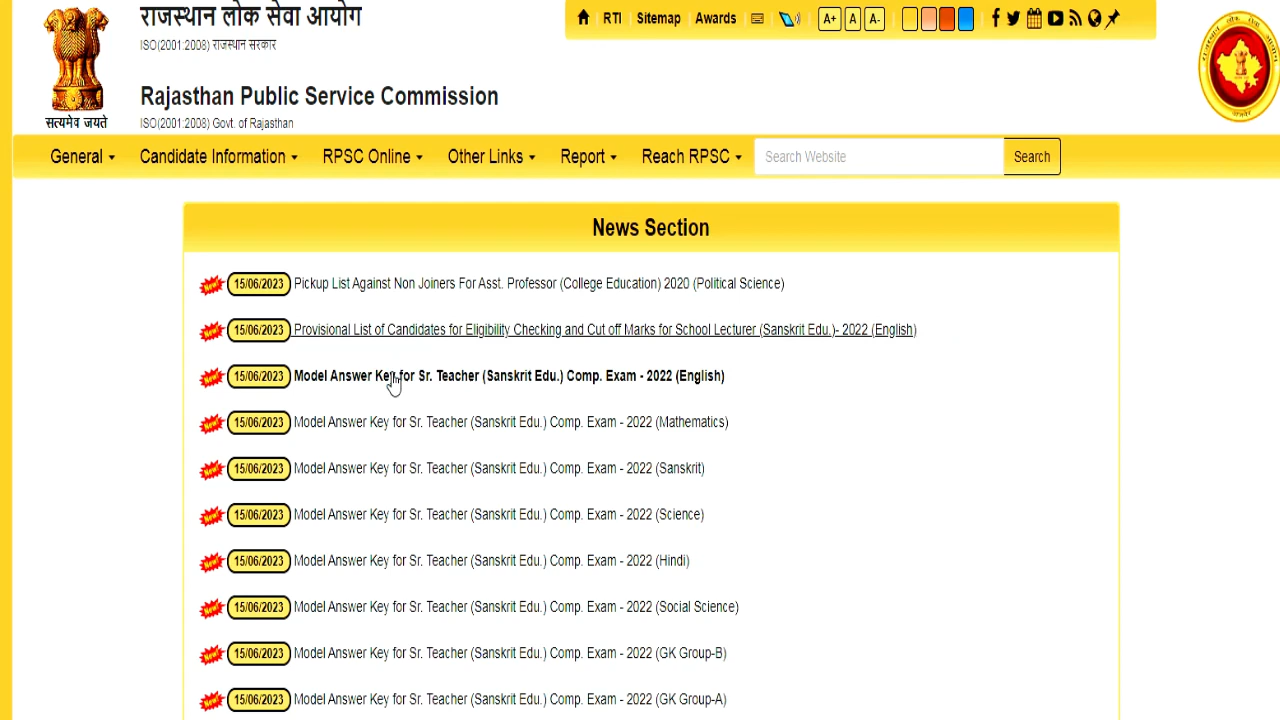 राजस्थान लोक सेवा आयोग
ISO(2001:2008) राजस्थान सरकार
RTI Sitemap Awards A+ A A-
Rajasthan Public Service Commission
ISO(2001:2008) Govt. of Rajasthan
सत्यमेव जयते
General Candidate Information RPSC Online Other Links Report Reach RPSC Search Website Search
News Section
New! 15/06/2023 Pickup List Against Non Joiners For Asst. Professor (College Education) 2020 (Political Science)
New! 15/06/2023 Provisional List of Candidates for Eligibility Checking and Cut off Marks for School Lecturer (Sanskrit Edu.)- 2022 (English)
New! 15/06/2023 Model Answer Key for Sr. Teacher (Sanskrit Edu.) Comp. Exam - 2022 (English)
New! 15/06/2023 Model Answer Key for Sr. Teacher (Sanskrit Edu.) Comp. Exam - 2022 (Mathematics)
New! 15/06/2023 Model Answer Key for Sr. Teacher (Sanskrit Edu.) Comp. Exam - 2022 (Sanskrit)
New! 15/06/2023 Model Answer Key for Sr. Teacher (Sanskrit Edu.) Comp. Exam - 2022 (Science)
New! 15/06/2023 Model Answer Key for Sr. Teacher (Sanskrit Edu.) Comp. Exam - 2022 (Hindi)
New! 15/06/2023 Model Answer Key for Sr. Teacher (Sanskrit Edu.) Comp. Exam - 2022 (Social Science)
New! 15/06/2023 Model Answer Key for Sr. Teacher (Sanskrit Edu.) Comp. Exam - 2022 (GK Group-B)
New! 15/06/2023 Model Answer Key for Sr. Teacher (Sanskrit Edu.) Comp. Exam - 2022 (GK Group-A)